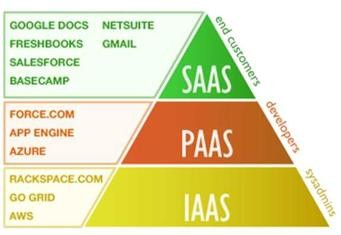 GOOGLE DOCS NETSUITE
FRESHBOOKS GMAIL
SALESFORCE
BASECAMP
SAAS
end customers
FORCE.COM
APP ENGINE
AZURE
PAAS
developers
RACKSPACE.COM
GO GRID
AWS
IAAS
sysadmins